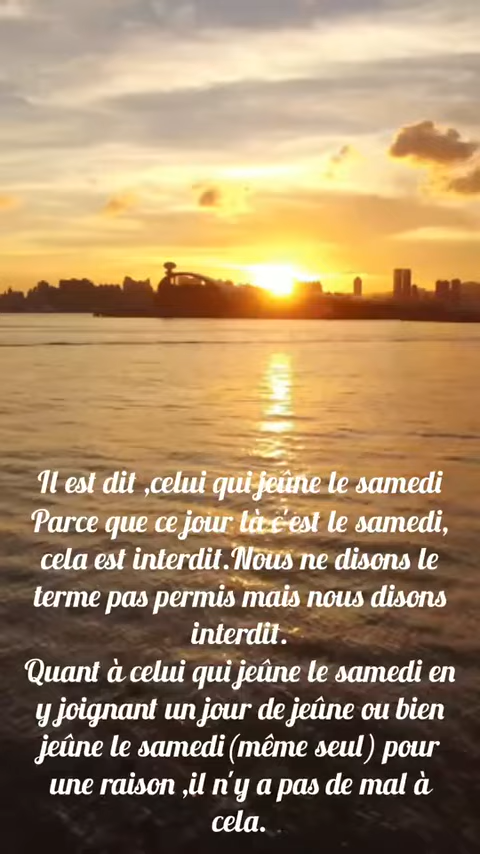 Il est dit ,celui qui jeûne le samedi
Parce que ce jour là c'est le samedi,
cela est interdit.Nous ne disons le
terme pas permis mais nous disons
interdit.
Quant à celui qui jeûne le samedi en
y joignant un jour de jeûne ou bien
jeûne le samedi(même seul) pour
une raison ,il n'y a pas de mal à
cela.